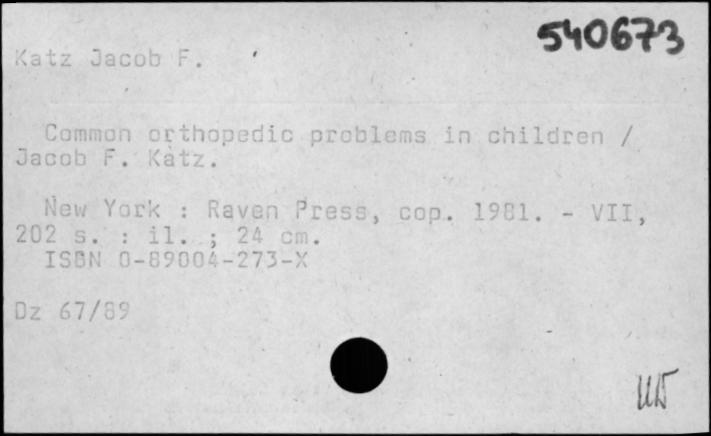 540673
Katz Jacob F.
Common orthopedic problems in children /
Jacob F. Katz.
New York : Raven Press, cop. 1981. - VII,
202 s. : il. ; 24 cm.
ISBN 0-89004-273-X
Dz 67/89